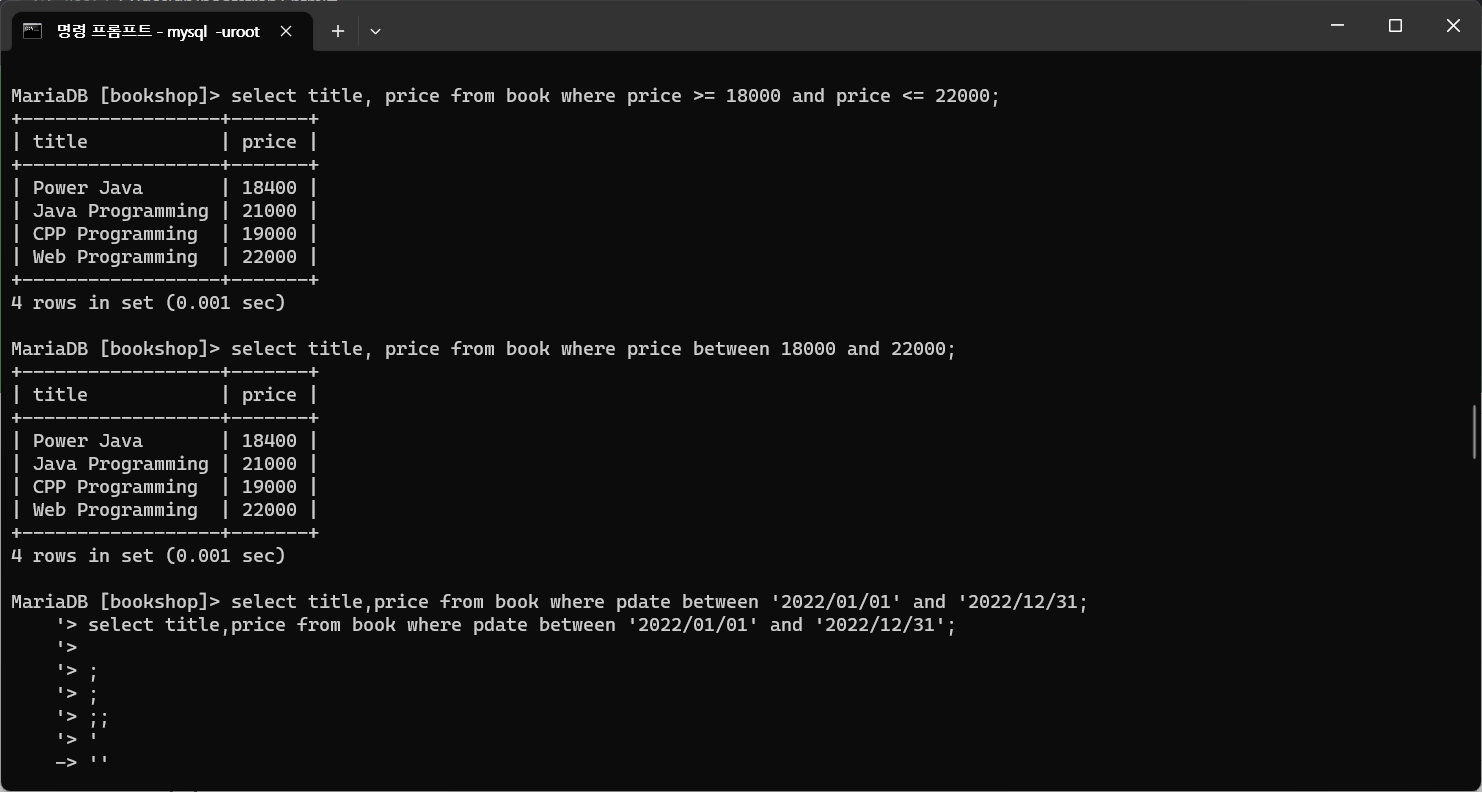 명령 프롬프트 - mysql -uroot
MariaDB [bookshop]> select title, price from book where price >= 18000 and price <= 22000;
+------------------+-------+
| title            | price |
+------------------+-------+
| Power Java       | 18400 |
| Java Programming | 21000 |
| CPP Programming  | 19000 |
| Web Programming  | 22000 |
+------------------+-------+
4 rows in set (0.001 sec)
MariaDB [bookshop]> select title, price from book where price between 18000 and 22000;
+------------------+-------+
| title            | price |
+------------------+-------+
| Power Java       | 18400 |
| Java Programming | 21000 |
| CPP Programming  | 19000 |
| Web Programming  | 22000 |
+------------------+-------+
4 rows in set (0.001 sec)
MariaDB [bookshop]> select title,price from book where pdate between '2022/01/01' and '2022/12/31;
    '> select title,price from book where pdate between '2022/01/01' and '2022/12/31';
    '>
    '> ;
    '> ;
    '> ;;
    '> '
    -> ''